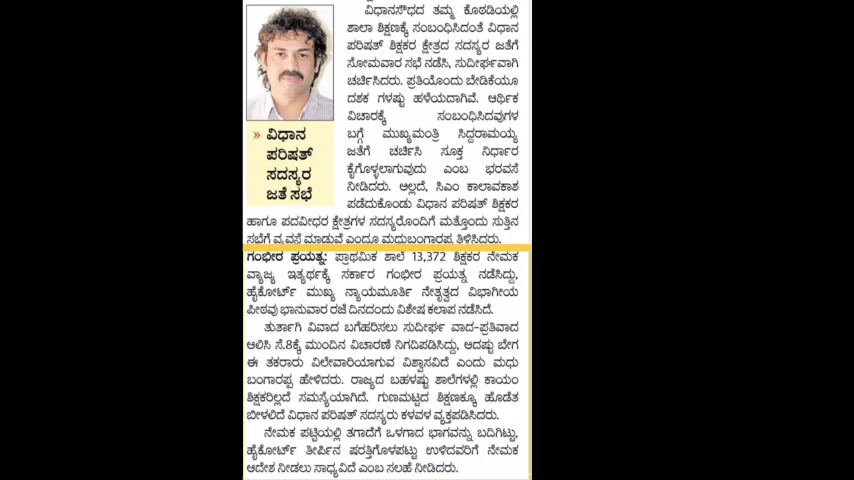 ವಿಧಾನಸೌಧದ ತಮ್ಮ ಕೊಠಡಿಯಲ್ಲಿ
ಶಾಲಾ ಶಿಕ್ಷಣಕ್ಕೆ ಸಂಬಂಧಿಸಿದಂತೆ ವಿಧಾನ
ಪರಿಷತ್ ಶಿಕ್ಷಕರ ಕ್ಷೇತ್ರದ ಸದಸ್ಯರ ಜತೆಗೆ
ಸೋಮವಾರ ಸಭೆ ನಡೆಸಿ, ಸುದೀರ್ಘವಾಗಿ
ಚರ್ಚಿಸಿದರು. ಪ್ರತಿಯೊಂದು ಬೇಡಿಕೆಯೂ
ದಶಕ ಗಳಷ್ಟು ಹಳೆಯದಾಗಿವೆ. ಆರ್ಥಿಕ
ವಿಚಾರಕ್ಕೆ ಸಂಬಂಧಿಸಿದವುಗಳ
ಬಗ್ಗೆ ಮುಖ್ಯಮಂತ್ರಿ ಸಿದ್ದರಾಮಯ್ಯ
ಜತೆಗೆ ಚರ್ಚಿಸಿ ಸೂಕ್ತ ನಿರ್ಧಾರ
ಕೈಗೊಳ್ಳಲಾಗುವುದು ಎಂಬ ಭರವಸೆ
ನೀಡಿದರು. ಅಲ್ಲದೆ, ಸಿಎಂ ಕಾಲಾವಕಾಶ
ಪಡೆದುಕೊಂಡು ವಿಧಾನ ಪರಿಷತ್ ಶಿಕ್ಷಕರ
» ವಿಧಾನ
ಪರಿಷತ್
ಸದಸ್ಯರ
ಜತೆ ಸಭೆ
ಹಾಗೂ ಪದವೀಧರ ಕ್ಷೇತ್ರಗಳ ಸದಸ್ಯರೊಂದಿಗೆ ಮತ್ತೊಂದು ಸುತ್ತಿನ
ಸಭೆಗೆ ವ್ಯವಸ್ಥೆ ಮಾಡುವೆ ಎಂದೂ ಮಧುಬಂಗಾರಪ್ಪ ತಿಳಿಸಿದರು.
ಗಂಭೀರ ಪ್ರಯತ್ನ: ಪ್ರಾಥಮಿಕ ಶಾಲೆ 13,372 ಶಿಕ್ಷಕರ ನೇಮಕ
ವ್ಯಾಜ್ಯ ಇತ್ಯರ್ಥಕ್ಕೆ ಸರ್ಕಾರ ಗಂಭೀರ ಪ್ರಯತ್ನ ನಡೆಸಿದ್ದು,
ಹೈಕೋರ್ಟ್ ಮುಖ್ಯ ನ್ಯಾಯಮೂರ್ತಿ ನೇತೃತ್ವದ ವಿಭಾಗೀಯ
ಪೀಠವು ಭಾನುವಾರ ರಜೆ ದಿನದಂದು ವಿಶೇಷ ಕಲಾಪ ನಡೆಸಿದೆ.
ತುರ್ತಾಗಿ ವಿವಾದ ಬಗೆಹರಿಸಲು ಸುದೀರ್ಘ ವಾದ-ಪ್ರತಿವಾದ
ಆಲಿಸಿ ಸೆ.8ಕ್ಕೆ ಮುಂದಿನ ವಿಚಾರಣೆ ನಿಗದಿಪಡಿಸಿದ್ದು, ಆದಷ್ಟು ಬೇಗ
ಈ ತಕರಾರು ವಿಲೇವಾರಿಯಾಗುವ ವಿಶ್ವಾಸವಿದೆ ಎಂದು ಮಧು
ಬಂಗಾರಪ್ಪ ಹೇಳಿದರು. ರಾಜ್ಯದ ಬಹಳಷ್ಟು ಶಾಲೆಗಳಲ್ಲಿ ಕಾಯಂ
ಶಿಕ್ಷಕರಿಲ್ಲದೆ ಸಮಸ್ಯೆಯಾಗಿದೆ. ಗುಣಮಟ್ಟದ ಶಿಕ್ಷಣಕ್ಕೂ ಹೊಡೆತ
ಬೀಳಲಿದೆ ವಿಧಾನ ಪರಿಷತ್ ಸದಸ್ಯರು ಕಳವಳ ವ್ಯಕ್ತಪಡಿಸಿದರು.
ನೇಮಕ ಪಟ್ಟಿಯಲ್ಲಿ ತಗಾದೆಗೆ ಒಳಗಾದ ಭಾಗವನ್ನು ಬದಿಗಿಟ್ಟು,
ಹೈಕೋರ್ಟ್ ತೀರ್ಪಿನ ಷರತ್ತಿಗೊಳಪಟ್ಟು ಉಳಿದವರಿಗೆ ನೇಮಕ
ಆದೇಶ ನೀಡಲು ಸಾಧ್ಯವಿದೆ ಎಂಬ ಸಲಹೆ ನೀಡಿದರು.